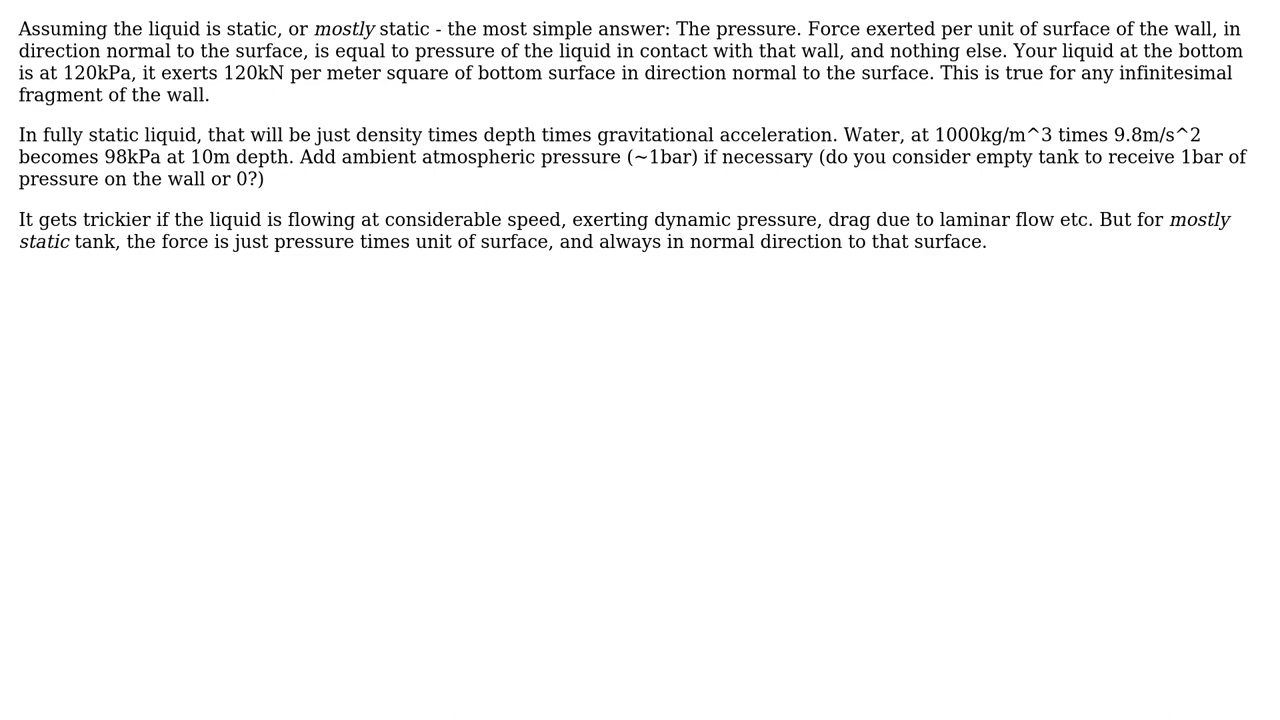 Assuming the liquid is static, or mostly static - the most simple answer: The pressure. Force exerted per unit of surface of the wall, in
direction normal to the surface, is equal to pressure of the liquid in contact with that wall, and nothing else. Your liquid at the bottom
is at 120kPa, it exerts 120kN per meter square of bottom surface in direction normal to the surface. This is true for any infinitesimal
fragment of the wall.
In fully static liquid, that will be just density times depth times gravitational acceleration. Water, at 1000kg/m^3 times 9.8m/s^2
becomes 98kPa at 10m depth. Add ambient atmospheric pressure (~1bar) if necessary (do you consider empty tank to receive 1bar of
pressure on the wall or 0?)
It gets trickier if the liquid is flowing at considerable speed, exerting dynamic pressure, drag due to laminar flow etc. But for mostly
static tank, the force is just pressure times unit of surface, and always in normal direction to that surface.